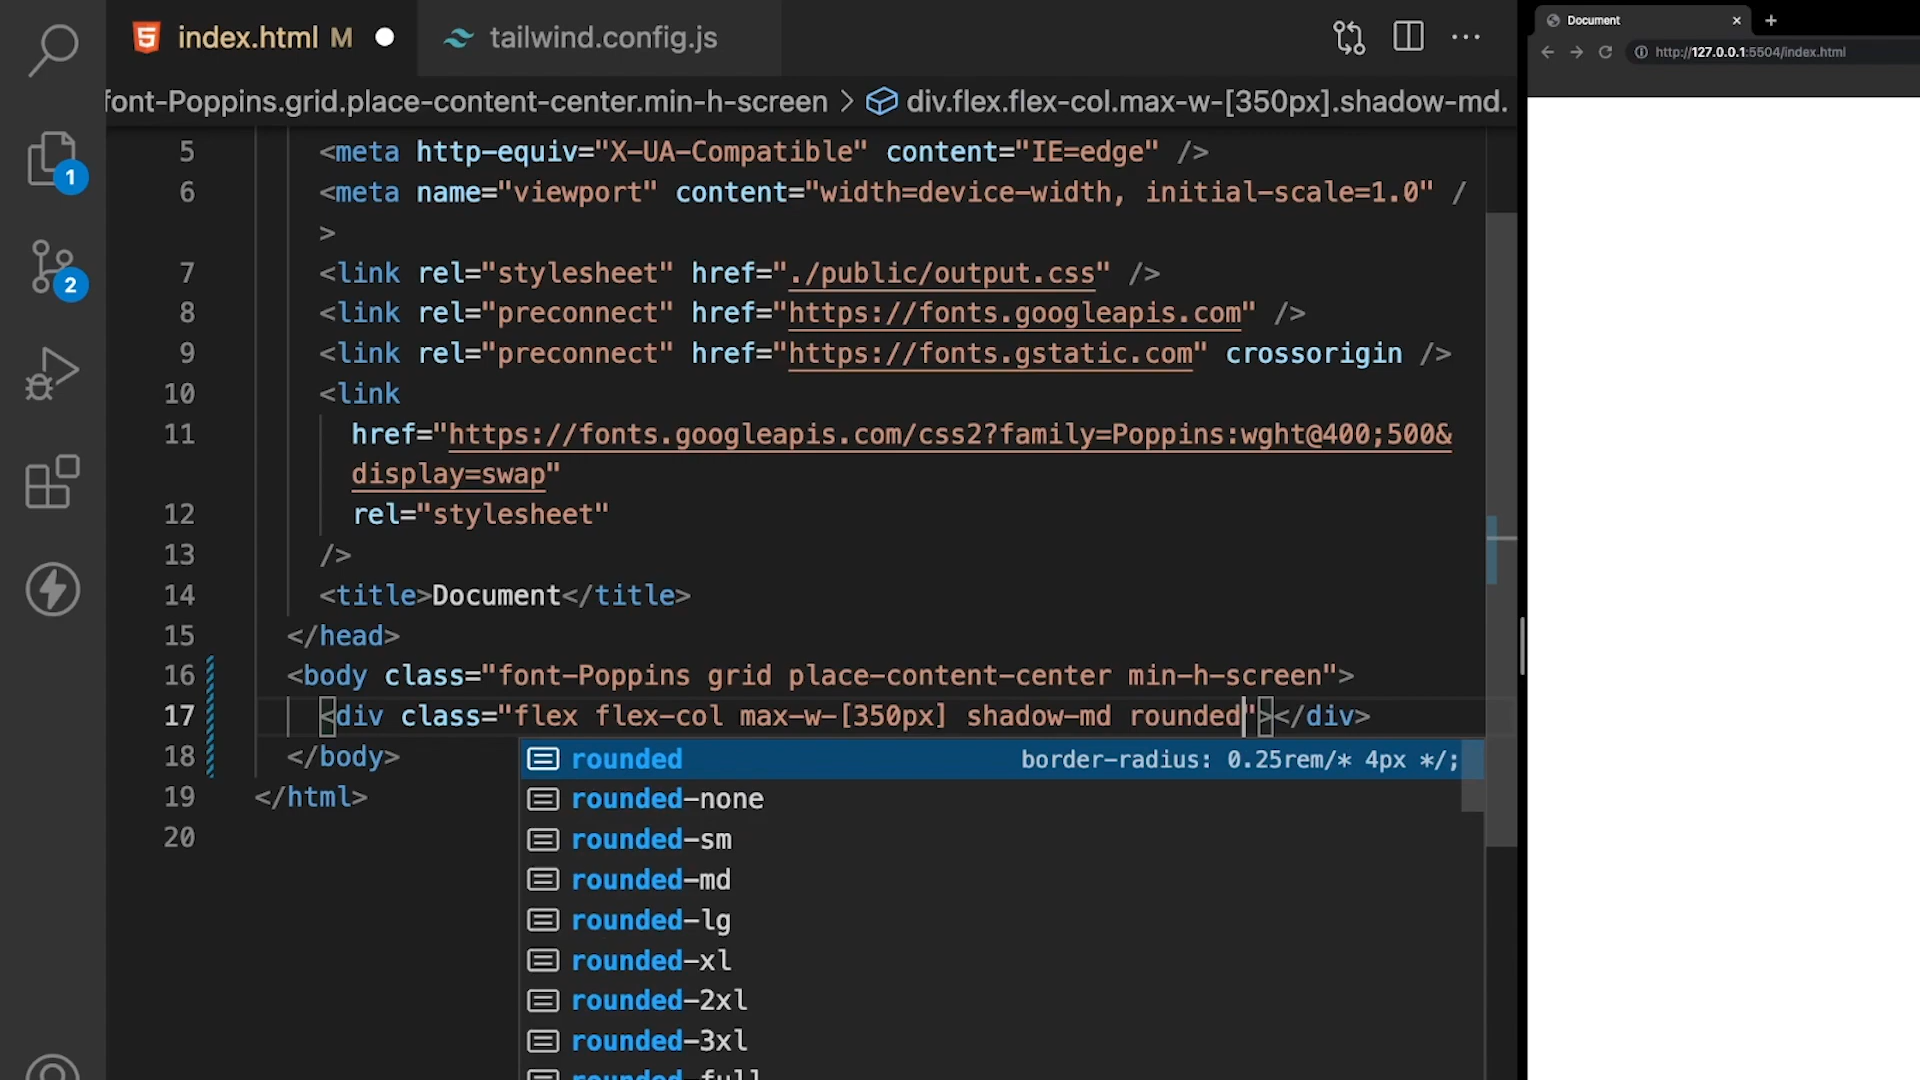 index.html M
tailwind.config.js
font-Poppins.grid.place-content-center.min-h-screen > div.flex.flex-col.max-w-[350px].shadow-md.
5 <meta http-equiv="X-UA-Compatible" content="IE=edge" />
6 <meta name="viewport" content="width=device-width, initial-scale=1.0" /
>
7 <link rel="stylesheet" href="./public/output.css" />
8 <link rel="preconnect" href="https://fonts.googleapis.com" />
9 <link rel="preconnect" href="https://fonts.gstatic.com" crossorigin />
10 <link
11 href="https://fonts.googleapis.com/css2?family=Poppins:wght@400;500&
display=swap"
12 rel="stylesheet"
13 />
14 <title>Document</title>
15 </head>
16 <body class="font-Poppins grid place-content-center min-h-screen">
17 <div class="flex flex-col max-w-[350px] shadow-md rounded"></div>
18 </body>
19 </html>
20
rounded border-radius: 0.25rem/* 4px */;
rounded-none
rounded-sm
rounded-md
rounded-lg
rounded-xl
rounded-2xl
rounded-3xl
rounded-full
1
2
Document
http://127.0.0.1:5504/index.html